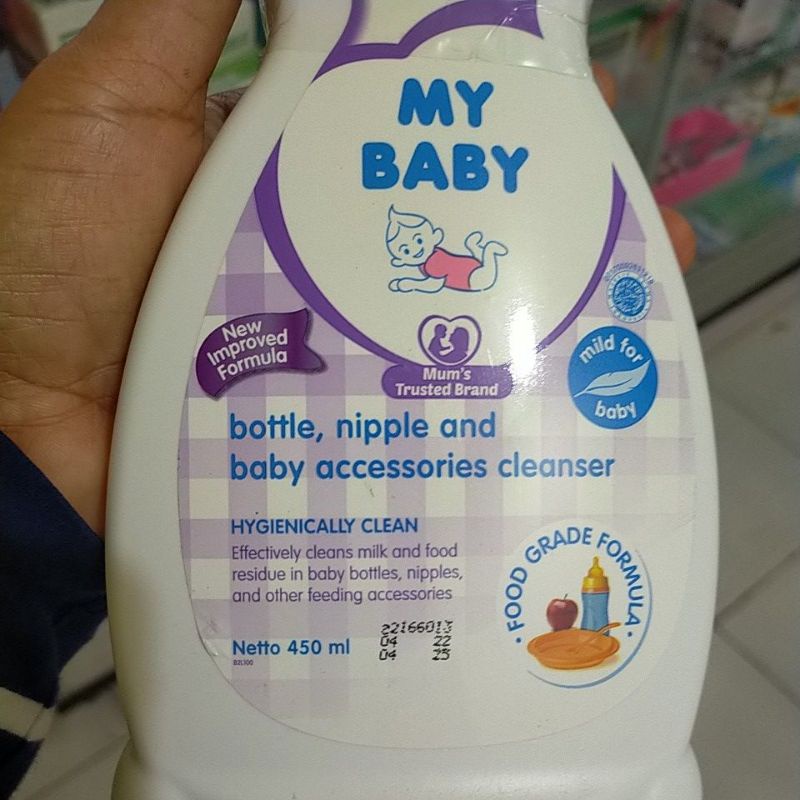 MY
BABY
Mum's
Trusted Brand
New
Improved
Formula
mild for
baby
bottle, nipple and
baby accessories cleanser
HYGIENICALLY CLEAN
Effectively cleans milk and food
residue in baby bottles, nipples,
and other feeding accessories
• FOOD GRADE FORMULA •
Netto 450 ml
22166013
04 22
04 25